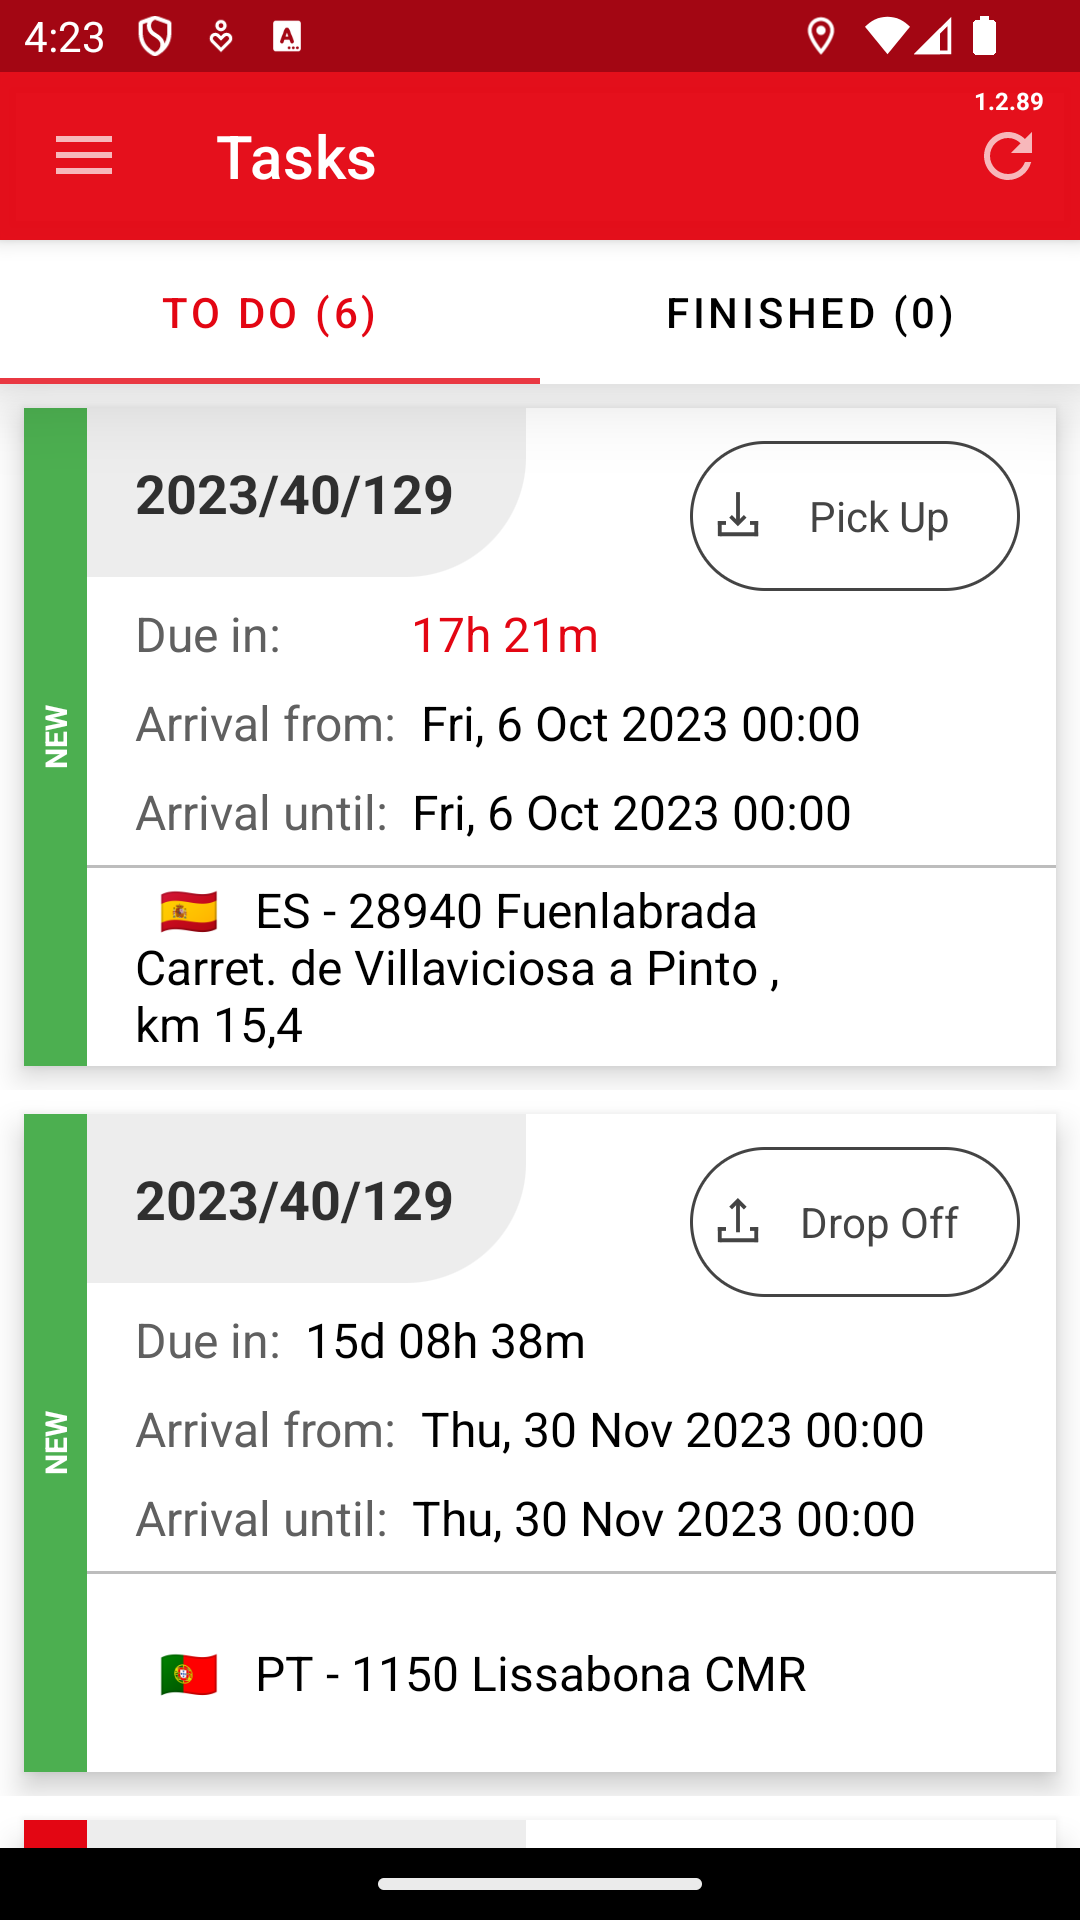 4:23
1.2.89
Tasks
TO DO (6)
FINISHED (0)
2023/40/129
Pick Up
Due in: 17h 21m
NEW
Arrival from: Fri, 6 Oct 2023 00:00
Arrival until: Fri, 6 Oct 2023 00:00
🇪🇸 ES - 28940 Fuenlabrada
Carret. de Villaviciosa a Pinto ,
km 15,4
2023/40/129
Drop Off
Due in: 15d 08h 38m
NEW
Arrival from: Thu, 30 Nov 2023 00:00
Arrival until: Thu, 30 Nov 2023 00:00
🇵🇹 PT - 1150 Lissabona CMR